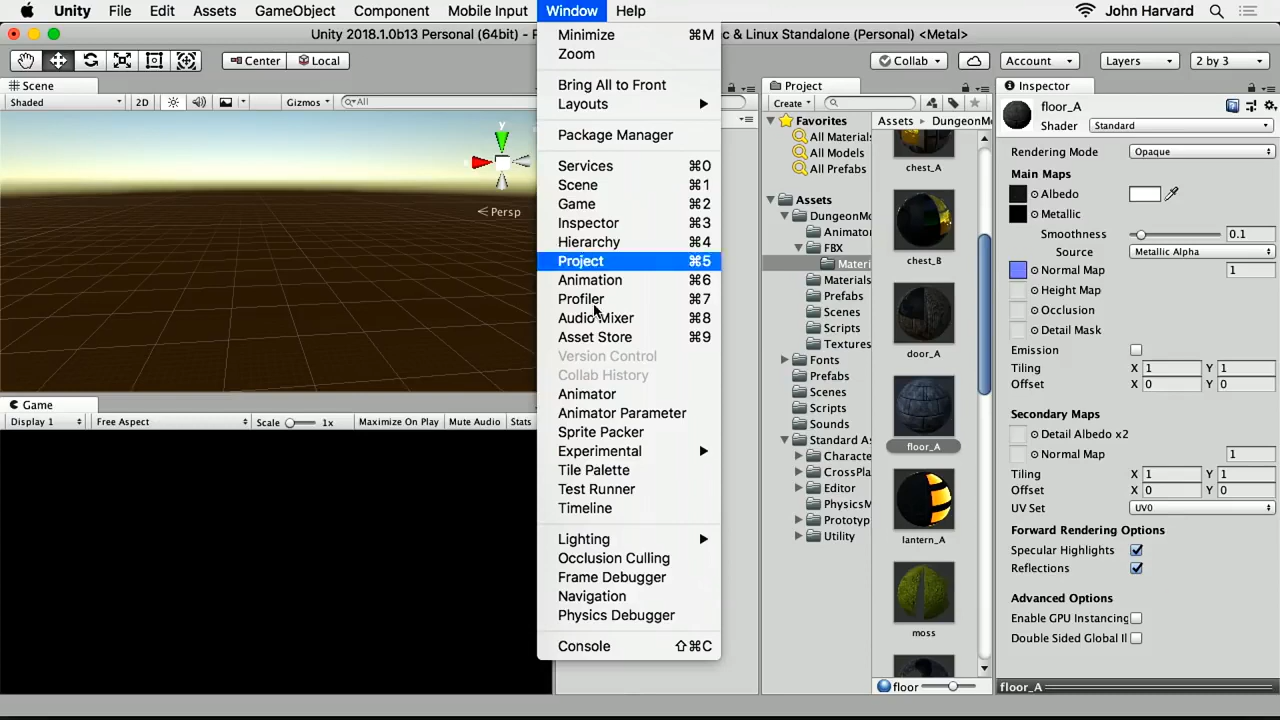 Unity File Edit Assets GameObject Component Mobile Input Window Help John Harvard
Unity 2018.1.0b13 Personal (64bit) - c & Linux Standalone (Personal) <Metal>
Center Local Collab Account Layers 2 by 3
Scene
Shaded 2D Gizmos All
Persp
Game
Display 1 Free Aspect Scale 1x Maximize On Play Mute Audio Stats
Minimize ⌘M
Zoom
Bring All to Front
Layouts
Package Manager
Services ⌘0
Scene ⌘1
Game ⌘2
Inspector ⌘3
Hierarchy ⌘4
Project ⌘5
Animation ⌘6
Profiler ⌘7
Audio Mixer ⌘8
Asset Store ⌘9
Version Control
Collab History
Animator
Animator Parameter
Sprite Packer
Experimental
Tile Palette
Test Runner
Timeline
Lighting
Occlusion Culling
Frame Debugger
Navigation
Physics Debugger
Console ⇧⌘C
Project
Create
Favorites
All Material
All Models
All Prefabs
Assets
DungeonMo
Animator
FBX
Materi
Materials
Prefabs
Scenes
Scripts
Textures
Fonts
Prefabs
Scenes
Scripts
Sounds
Standard As
Characte
CrossPla
Editor
PhysicsM
Prototyp
Utility
Assets DungeonMo
chest_A
chest_B
door_A
floor_A
lantern_A
moss
floor
Inspector
floor_A
Shader Standard
Rendering Mode Opaque
Main Maps
Albedo
Metallic
Smoothness 0.1
Source Metallic Alpha
Normal Map 1
Height Map
Occlusion
Detail Mask
Emission
Tiling X 1 Y 1
Offset X 0 Y 0
Secondary Maps
Detail Albedo x2
Normal Map 1
Tiling X 1 Y 1
Offset X 0 Y 0
UV Set UV0
Forward Rendering Options
Specular Highlights
Reflections
Advanced Options
Enable GPU Instancing
Double Sided Global Il
floor_A